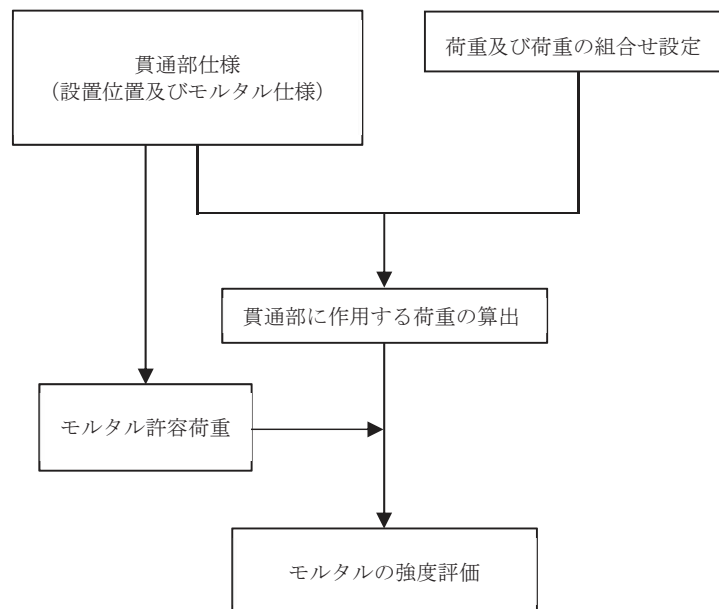 貫通部仕様
（設置位置及びモルタル仕様）
荷重及び荷重の組合せ設定
貫通部に作用する荷重の算出
モルタル許容荷重
モルタルの強度評価